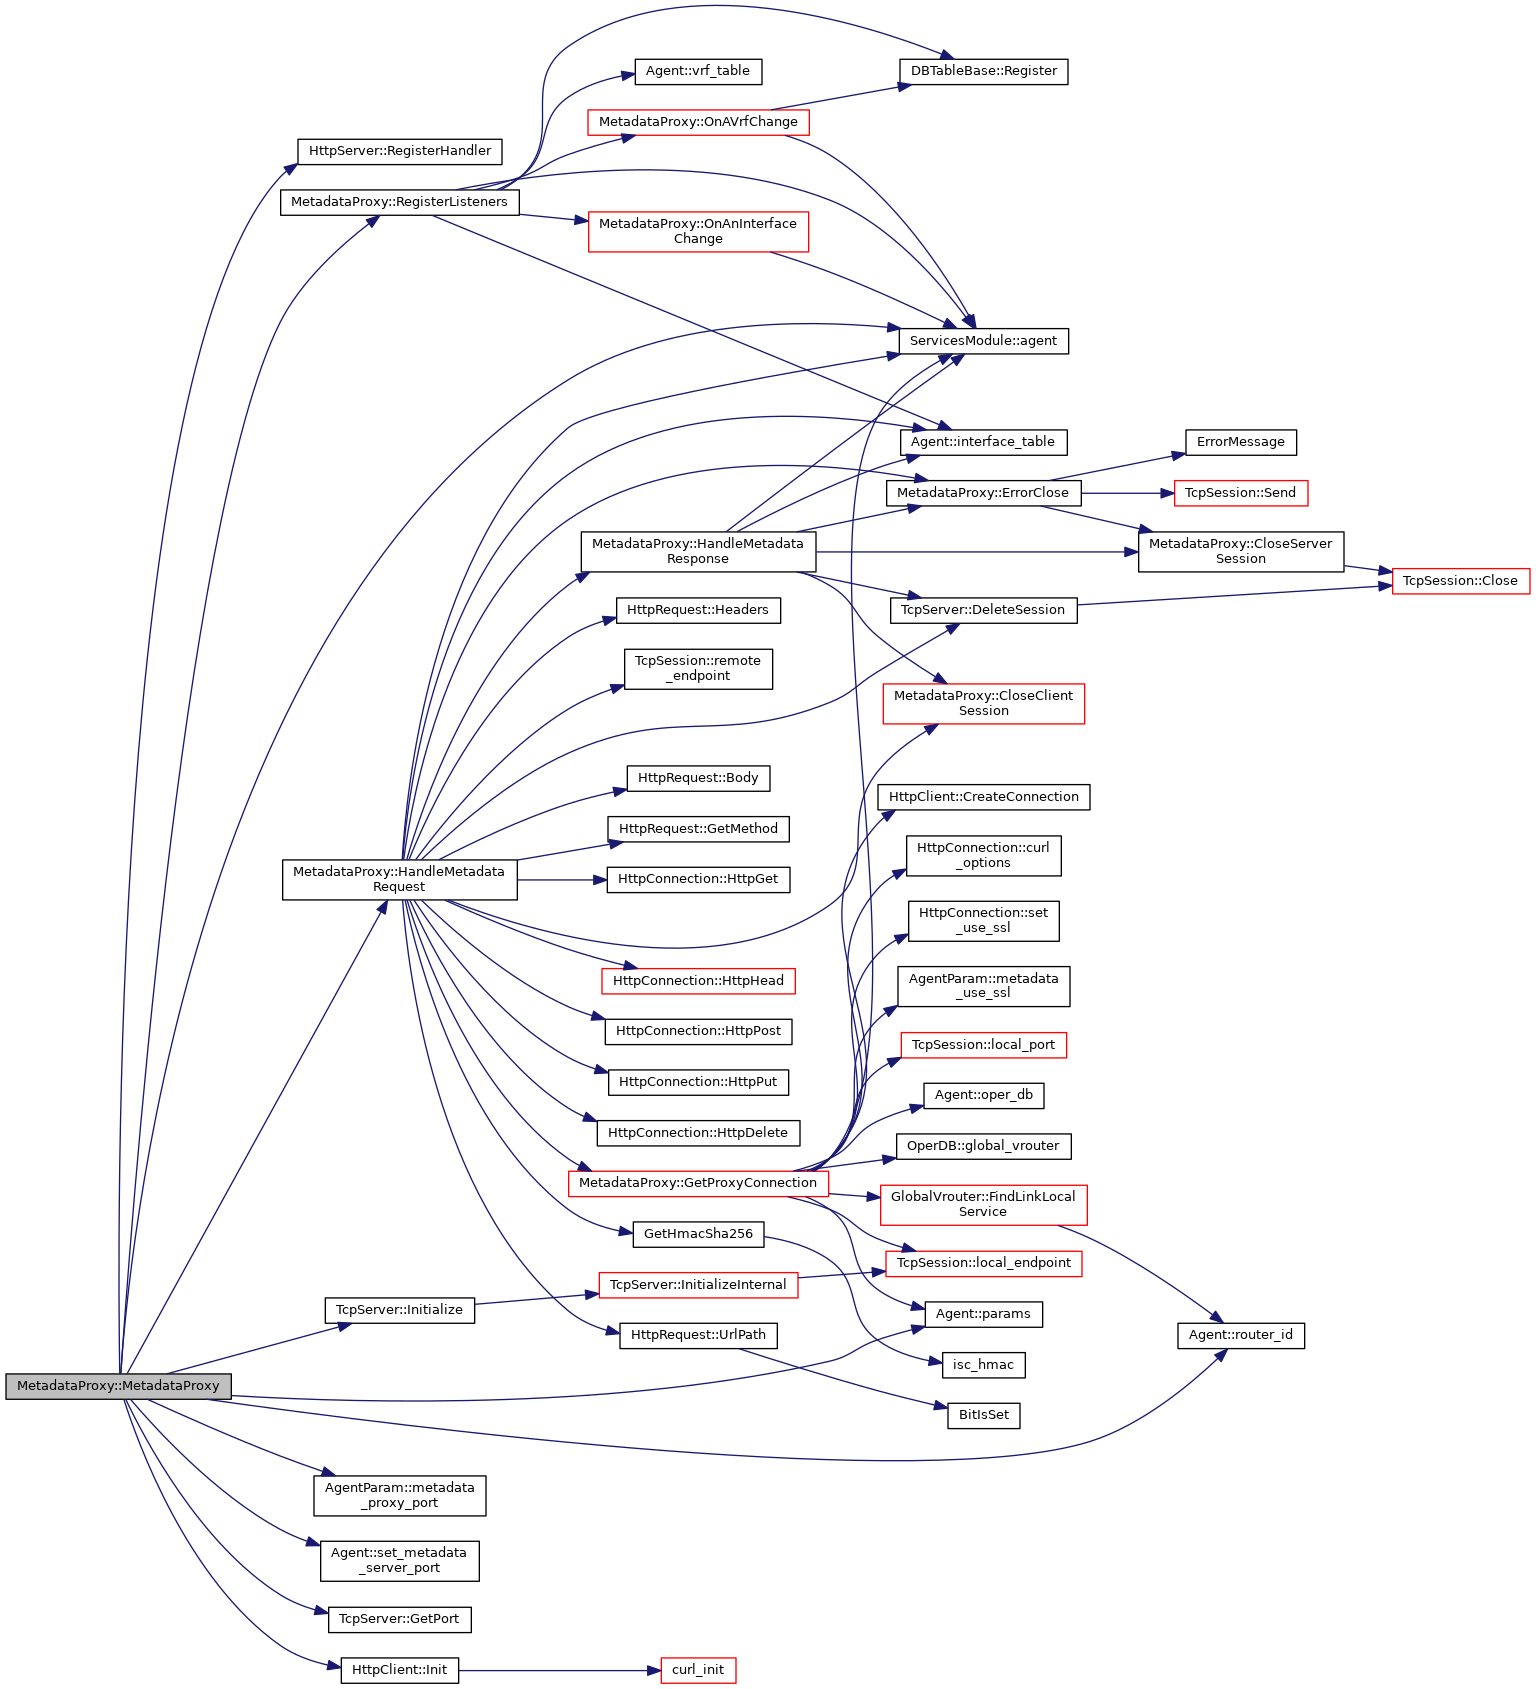 DBTableBase::Register
Agent::vrf_table
MetadataProxy::OnAVrfChange
HttpServer::RegisterHandler
MetadataProxy::RegisterListeners
MetadataProxy::OnAnInterface
Change
ServicesModule::agent
Agent::interface_table
ErrorMessage
MetadataProxy::ErrorClose
TcpSession::Send
MetadataProxy::HandleMetadata
Response
MetadataProxy::CloseServer
Session
TcpSession::Close
HttpRequest::Headers
TcpServer::DeleteSession
TcpSession::remote
_endpoint
MetadataProxy::CloseClient
Session
HttpRequest::Body
HttpClient::CreateConnection
HttpRequest::GetMethod
HttpConnection::curl
_options
MetadataProxy::HandleMetadata
Request
HttpConnection::HttpGet
HttpConnection::set
_use_ssl
HttpConnection::HttpHead
AgentParam::metadata
_use_ssl
HttpConnection::HttpPost
TcpSession::local_port
HttpConnection::HttpPut
Agent::oper_db
HttpConnection::HttpDelete
OperDB::global_vrouter
MetadataProxy::GetProxyConnection
GlobalVrouter::FindLinkLocal
Service
GetHmacSha256
TcpSession::local_endpoint
TcpServer::InitializeInternal
TcpServer::Initialize
Agent::params
HttpRequest::UrlPath
Agent::router_id
isc_hmac
MetadataProxy::MetadataProxy
BitIsSet
AgentParam::metadata
_proxy_port
Agent::set_metadata
_server_port
TcpServer::GetPort
HttpClient::Init
curl_init